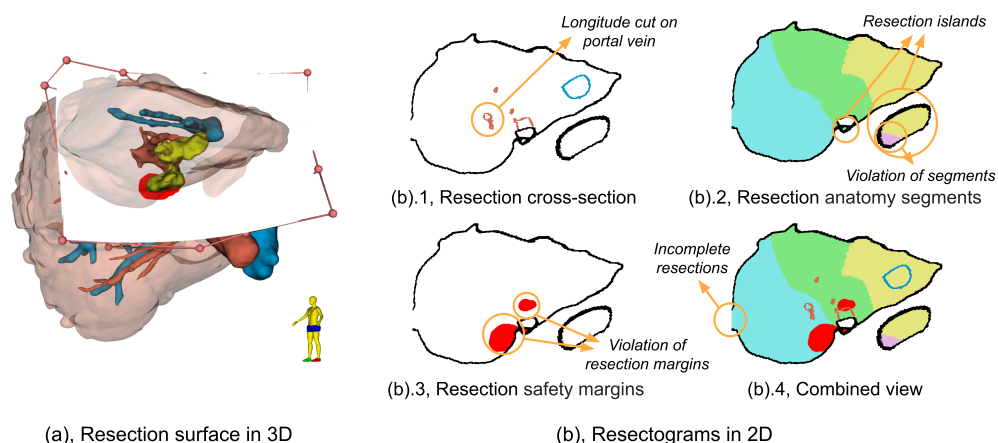 Longitude cut on
portal vein
Resection islands
Violation of segments
(b).1, Resection cross-section
(b).2, Resection anatomy segments
Incomplete
resections
Violation of
resection margins
(b).3, Resection safety margins
(b).4, Combined view
(a), Resection surface in 3D
(b), Resectograms in 2D